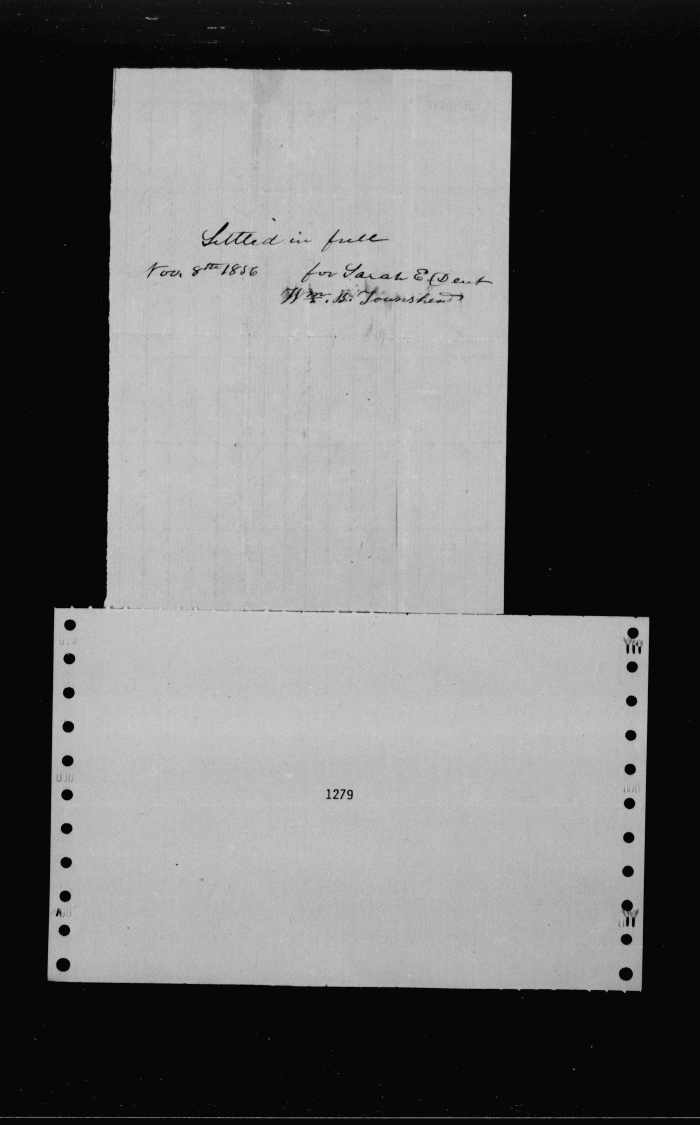 Settled in full
Nov. 8th 1856 for Sarah E. Dent
Wm. B. Townshend
1279